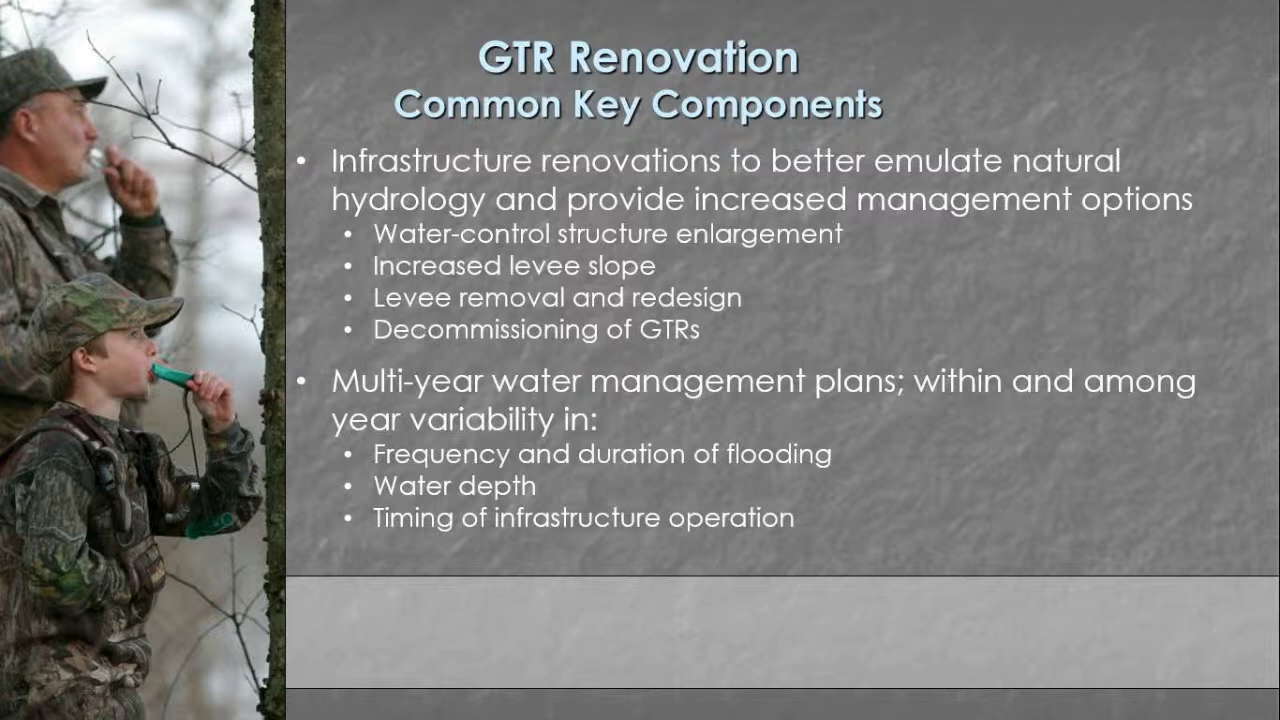 GTR Renovation
Common Key Components
• Infrastructure renovations to better emulate natural
hydrology and provide increased management options
• Water-control structure enlargement
• Increased levee slope
• Levee removal and redesign
• Decommissioning of GTRs
• Multi-year water management plans; within and among
year variability in:
• Frequency and duration of flooding
• Water depth
• Timing of infrastructure operation